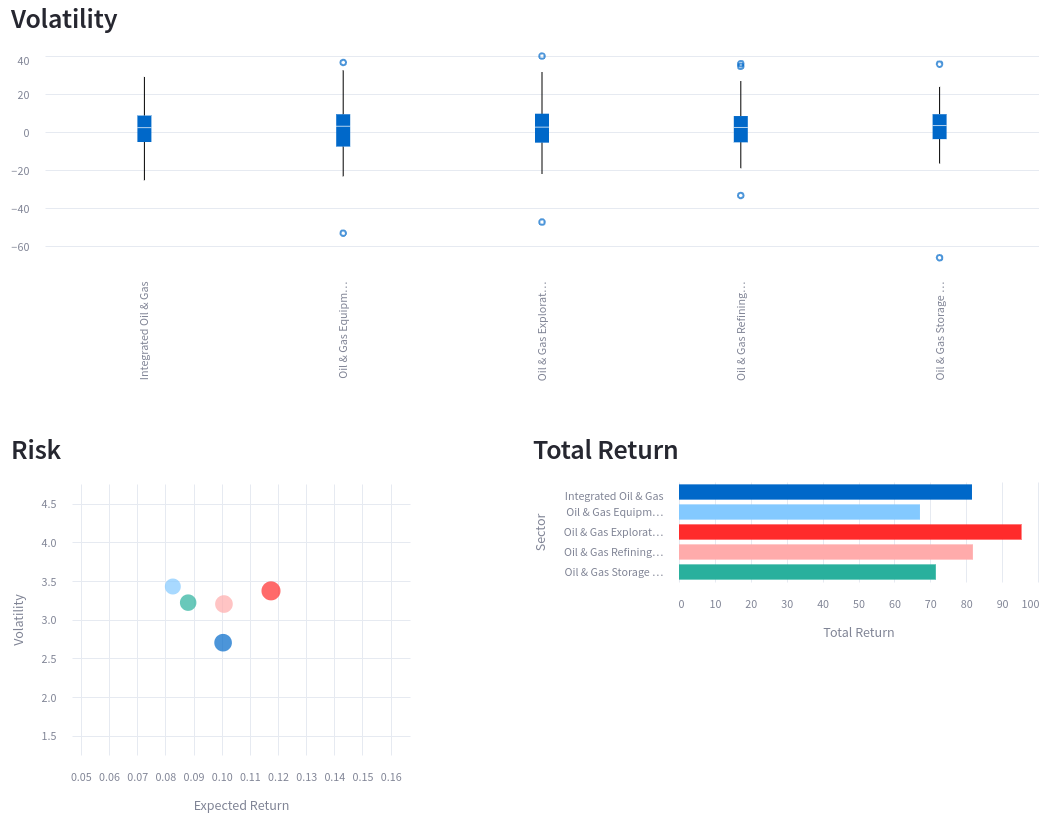 Volatility
40
20
0
−20
−40
−60
Integrated Oil & Gas
Oil & Gas Equipm…
Oil & Gas Explorat…
Oil & Gas Refining…
Oil & Gas Storage …
Risk
4.5
4.0
3.5
3.0
2.5
2.0
1.5
Volatility
0.05 0.06 0.07 0.08 0.09 0.10 0.11 0.12 0.13 0.14 0.15 0.16
Expected Return
Total Return
Sector
Integrated Oil & Gas
Oil & Gas Equipm…
Oil & Gas Explorat…
Oil & Gas Refining…
Oil & Gas Storage …
0 10 20 30 40 50 60 70 80 90 100
Total Return